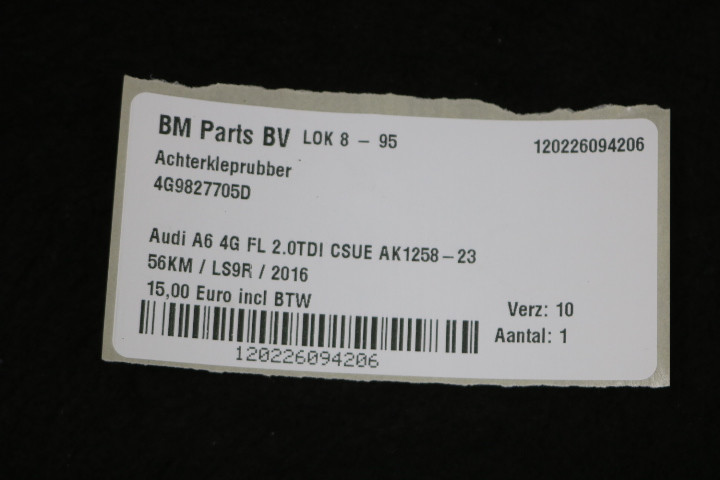 BM Parts BV LOK 8 - 95 120226094206
Achterkleprubber
4G9827705D
Audi A6 4G FL 2.0TDI CSUE AK1258-23
56KM / LS9R / 2016
15,00 Euro incl BTW
Verz: 10
Aantal: 1
120226094206